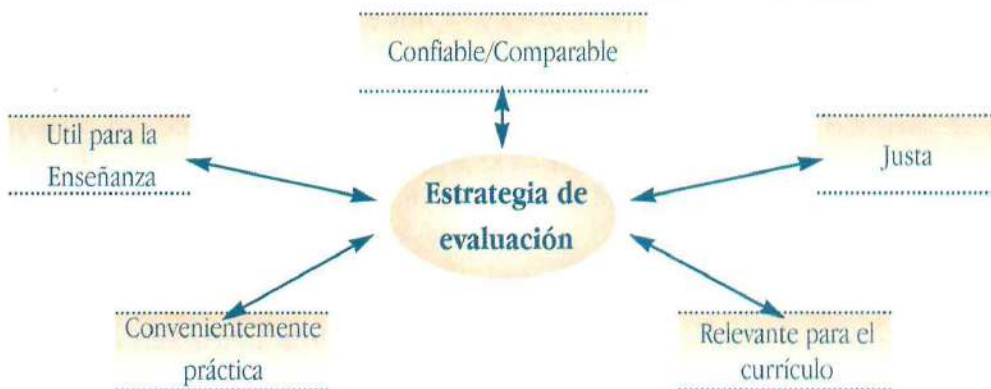 Confiable/Comparable
Util para la
Enseñanza
Justa
Estrategia de
evaluación
Convenientemente
práctica
Relevante para el
currículo